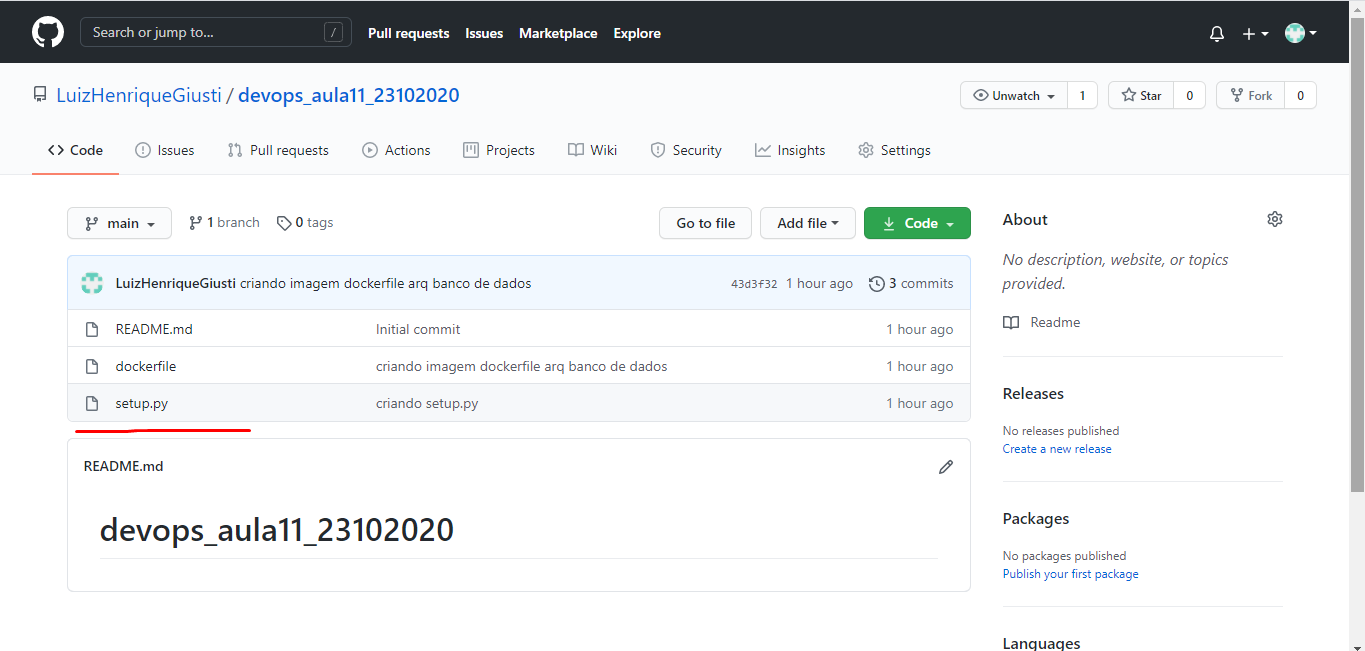 Search or jump to... / Pull requests Issues Marketplace Explore
LuizHenriqueGiusti / devops_aula11_23102020 Unwatch 1 Star 0 Fork 0
Code Issues Pull requests Actions Projects Wiki Security Insights Settings
main 1 branch 0 tags Go to file Add file Code
LuizHenriqueGiusti criando imagem dockerfile arq banco de dados 43d3f32 1 hour ago 3 commits
README.md Initial commit 1 hour ago
dockerfile criando imagem dockerfile arq banco de dados 1 hour ago
setup.py criando setup.py 1 hour ago
README.md
devops_aula11_23102020
About
No description, website, or topics
provided.
Readme
Releases
No releases published
Create a new release
Packages
No packages published
Publish your first package
Languages